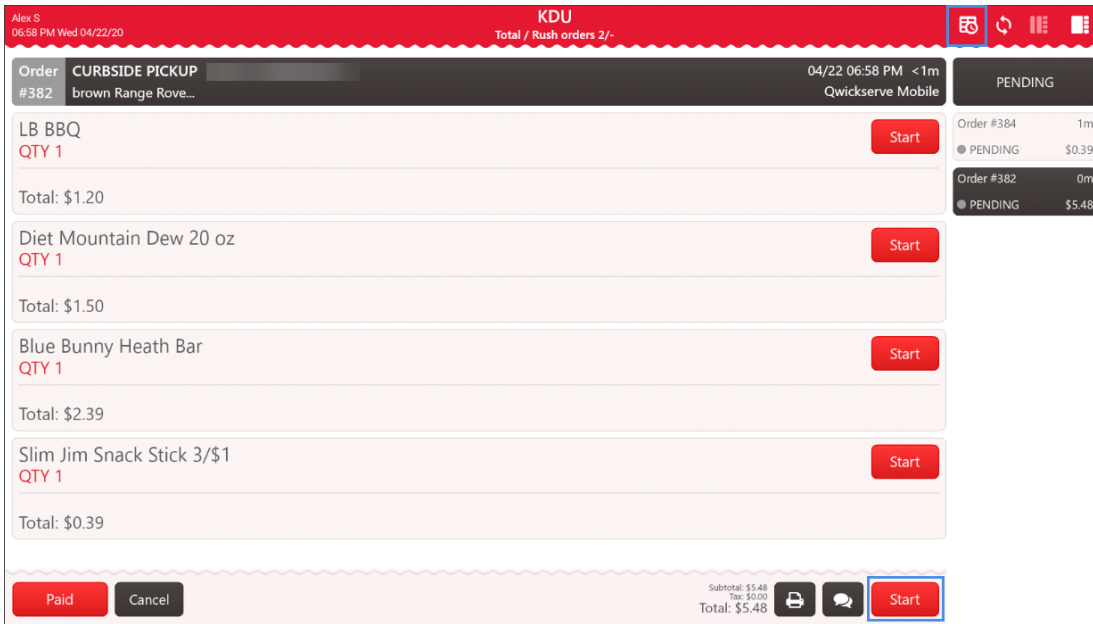 Alex S
06:58 PM Wed 04/22/20
KDU
Total / Rush orders 2/-
Order #382
CURBSIDE PICKUP
brown Range Rove...
04/22 06:58 PM <1m
Qwickserve Mobile
LB BBQ
QTY 1
Start
Total: $1.20
Diet Mountain Dew 20 oz
QTY 1
Start
Total: $1.50
Blue Bunny Heath Bar
QTY 1
Start
Total: $2.39
Slim Jim Snack Stick 3/$1
QTY 1
Start
Total: $0.39
Paid
Cancel
Subtotal: $5.48
Tax: $0.00
Total: $5.48
Start
PENDING
Order #384 1m
PENDING $0.39
Order #382 0m
PENDING $5.48